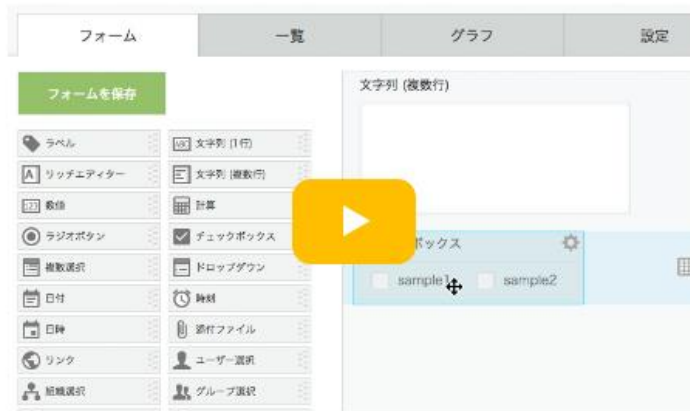 フォーム
一覧
グラフ
設定
フォームを保存
文字列 (複数行)
ラベル
文字列 (1行)
リッチエディター
文字列 (複数行)
数値
計算
ラジオボタン
チェックボックス
ボックス
複数選択
ドロップダウン
sample1
sample2
日付
時刻
日時
添付ファイル
リンク
ユーザー選択
組織選択
グループ選択